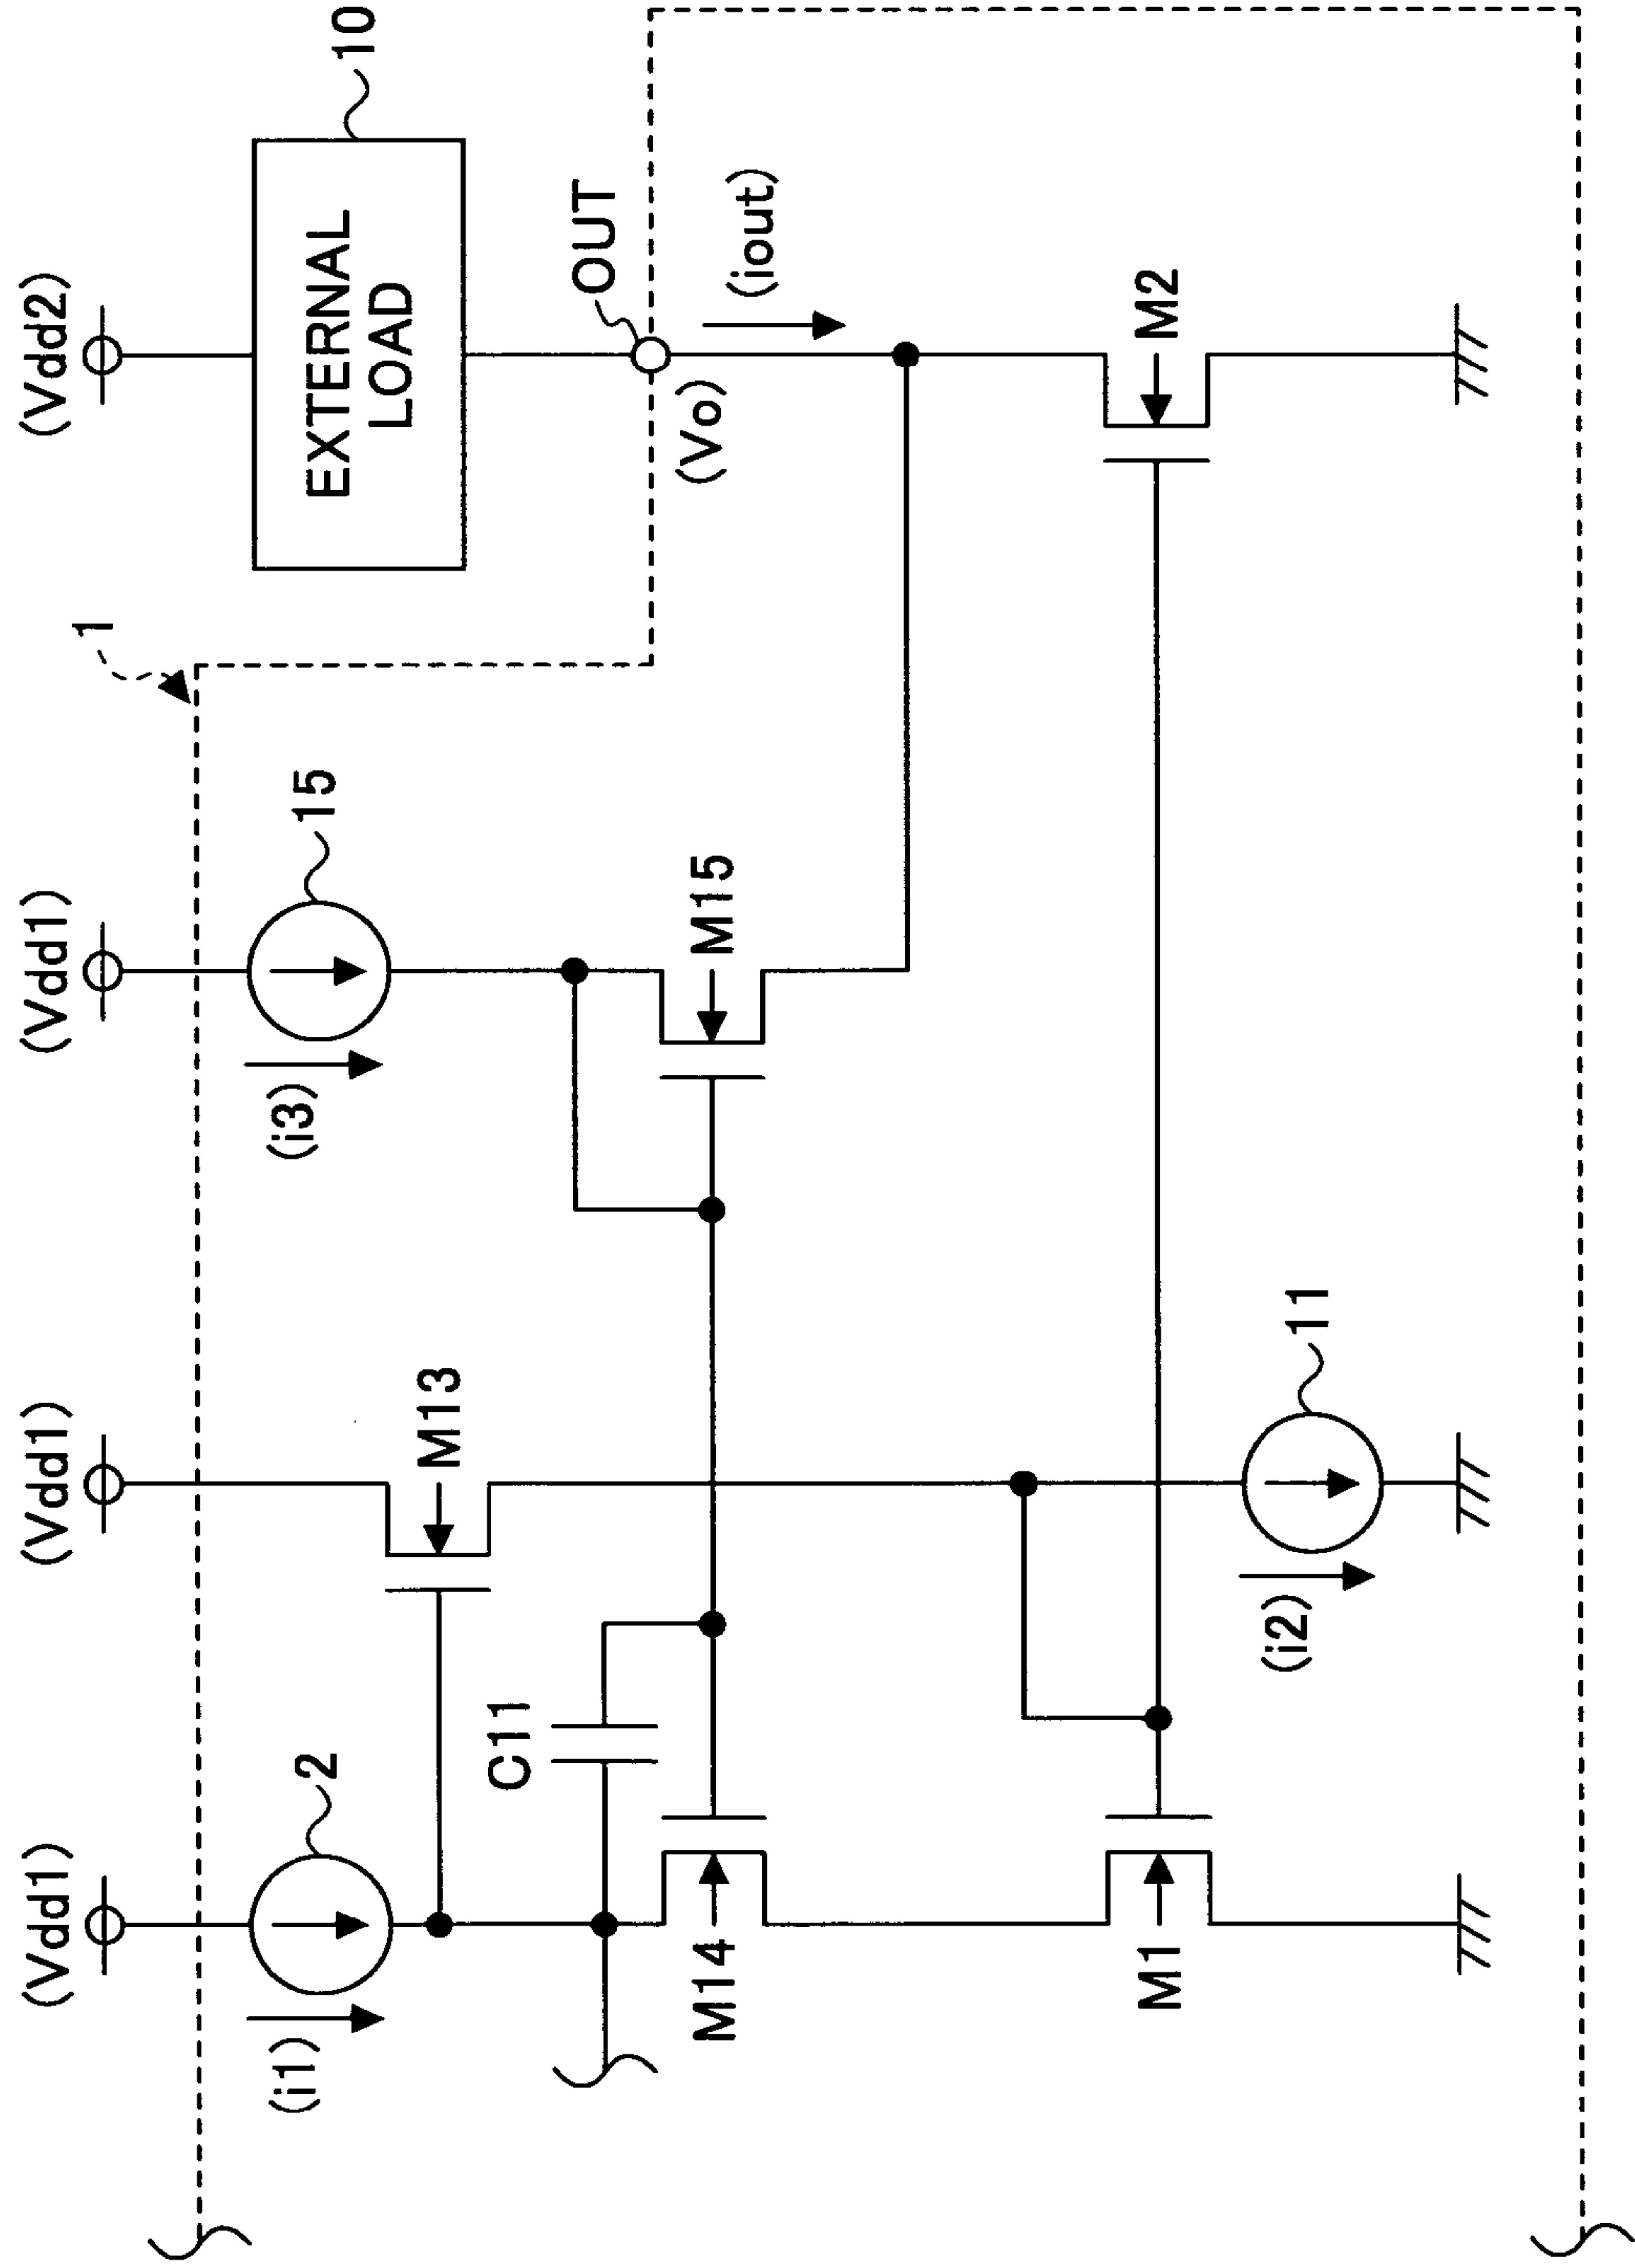 (Vdd1)
(Vdd1)
(Vdd1)
(Vdd2)
1
(i1)
2
M13
(i3)
15
EXTERNAL
LOAD
10
C11
OUT
(Vo)
(iout)
M14
M15
M1
M2
(i2)
11